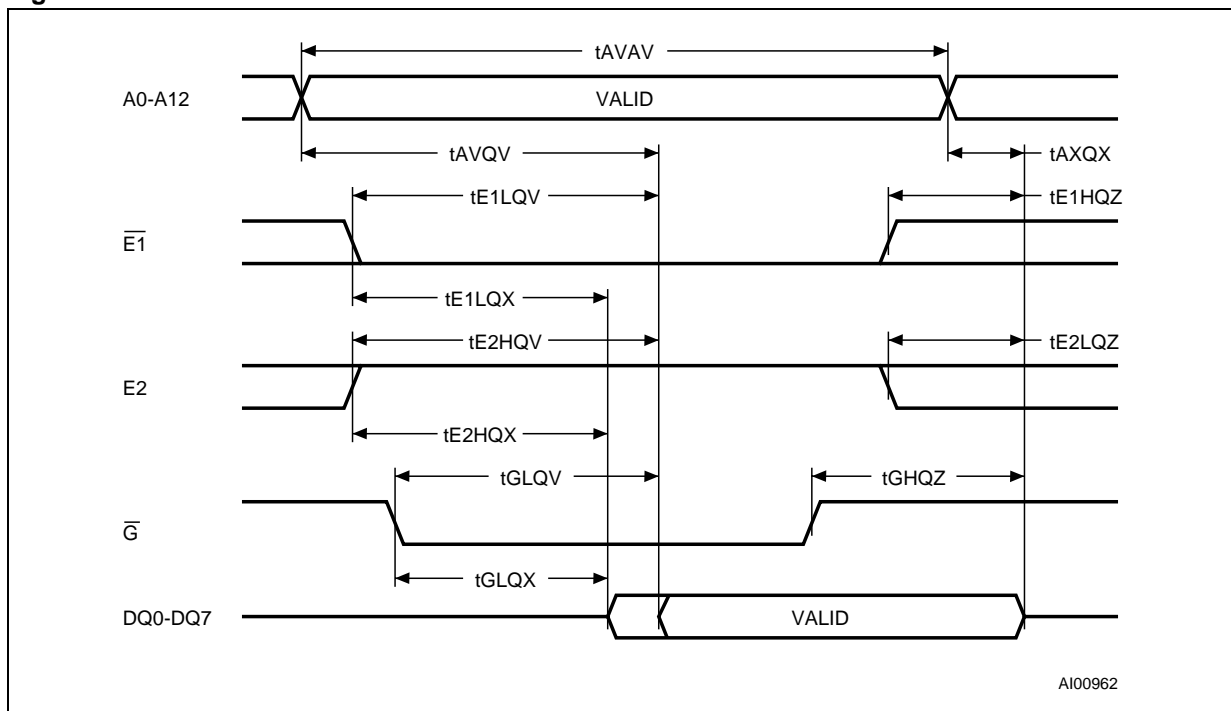 tAVAV
A0-A12
VALID
tAVQV
tAXQX
tE1LQV
tE1HQZ
E1
tE1LQX
tE2HQV
tE2LQZ
E2
tE2HQX
tGLQV
tGHQZ
G
tGLQX
DQ0-DQ7
VALID
AI00962